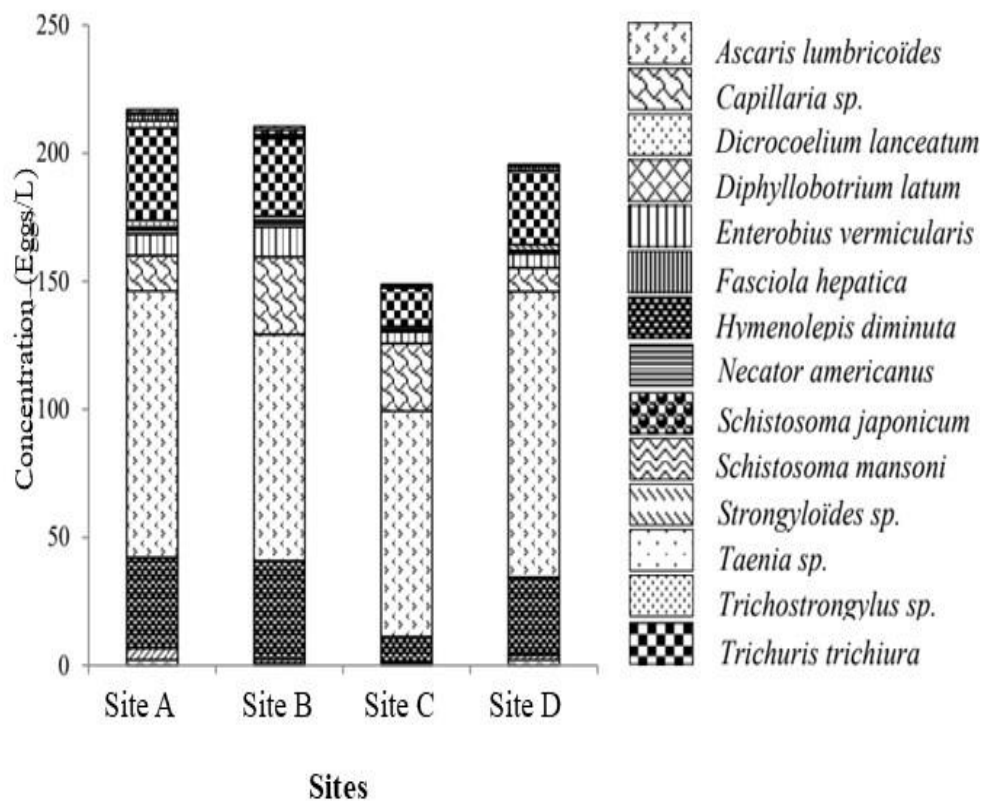 250
200
150
100
50
0
Concentration (Eggs/L)
Site A
Site B
Site C
Site D
Sites
Ascaris lumbricoïdes
Capillaria sp.
Dicrocoelium lanceatum
Diphyllobotrium latum
Enterobius vermicularis
Fasciola hepatica
Hymenolepis diminuta
Necator americanus
Schistosoma japonicum
Schistosoma mansoni
Strongyloïdes sp.
Taenia sp.
Trichostrongylus sp.
Trichuris trichiura